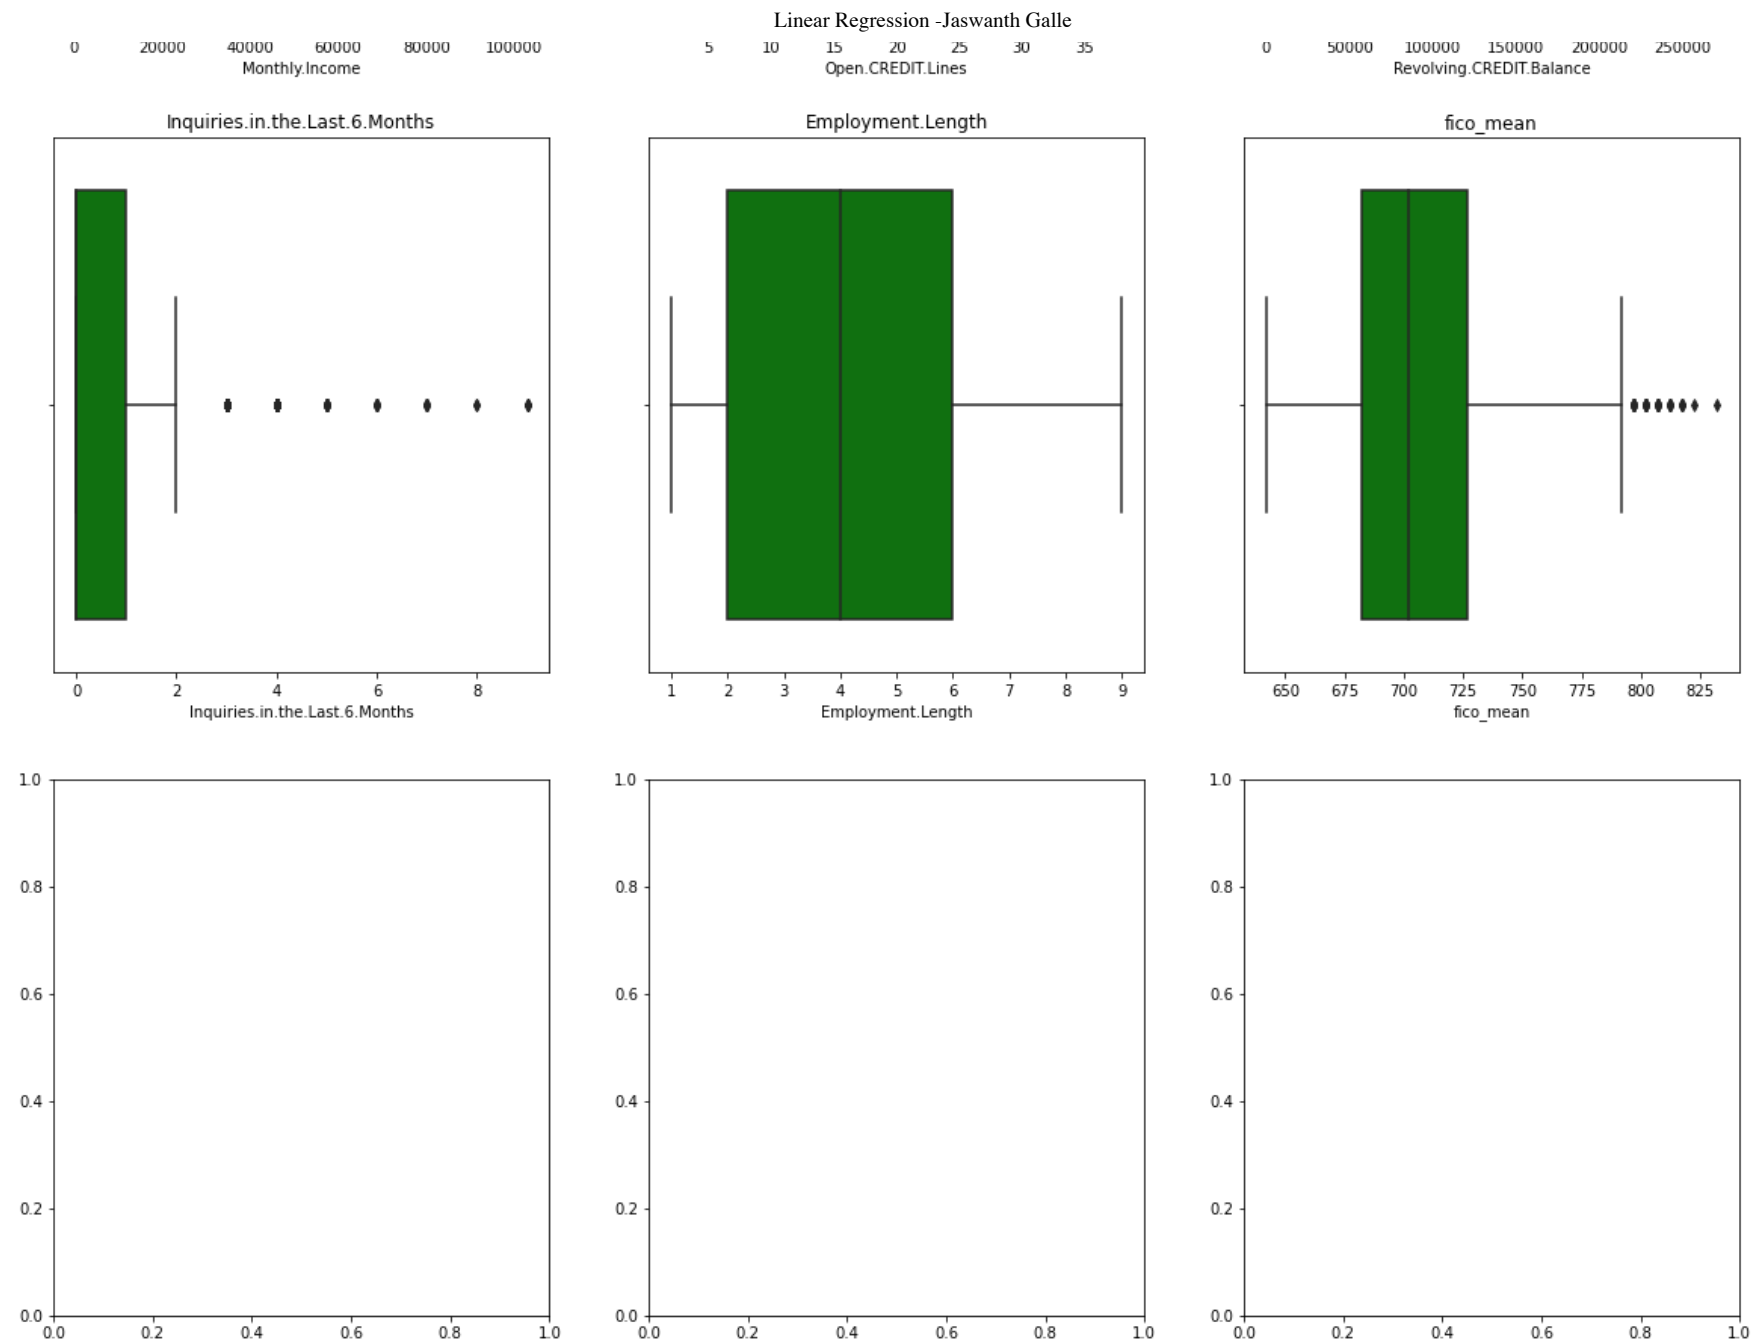 Linear Regression -Jaswanth Galle
0 20000 40000 60000 80000 100000
Monthly.Income
5 10 15 20 25 30 35
Open.CREDIT.Lines
0 50000 100000 150000 200000 250000
Revolving.CREDIT.Balance
Inquiries.in.the.Last.6.Months
0 2 4 6 8
Inquiries.in.the.Last.6.Months
Employment.Length
1 2 3 4 5 6 7 8 9
Employment.Length
fico_mean
650 675 700 725 750 775 800 825
fico_mean
1.0
0.8
0.6
0.4
0.2
0.0
0.0 0.2 0.4 0.6 0.8 1.0
1.0
0.8
0.6
0.4
0.2
0.0
0.0 0.2 0.4 0.6 0.8 1.0
1.0
0.8
0.6
0.4
0.2
0.0
0.0 0.2 0.4 0.6 0.8 1.0